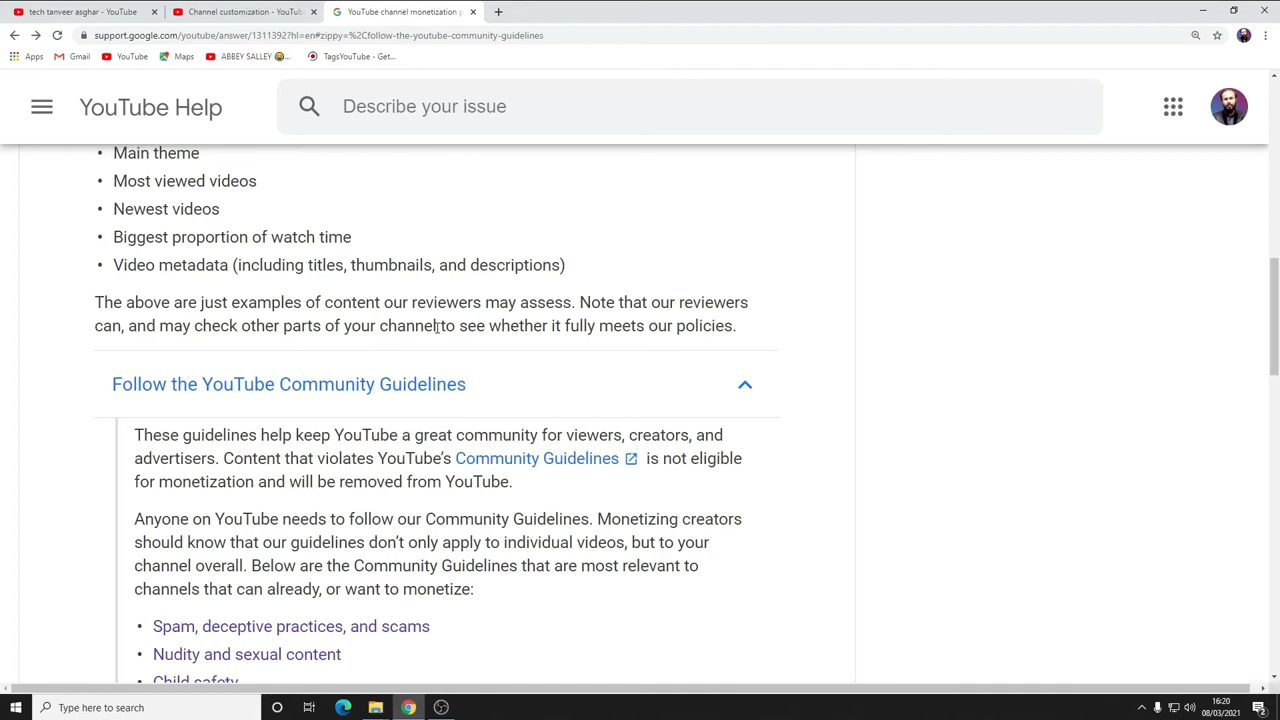 tech tanveer asghar - YouTube
Channel customization - YouTub
YouTube channel monetization p
support.google.com/youtube/answer/1311392?hl=en#zippy=%2Cfollow-the-youtube-community-guidelines
Apps
Gmail
YouTube
Maps
ABBEY SALLEY 😂...
TagsYouTube - Get...
YouTube Help
Describe your issue
• Main theme
• Most viewed videos
• Newest videos
• Biggest proportion of watch time
• Video metadata (including titles, thumbnails, and descriptions)
The above are just examples of content our reviewers may assess. Note that our reviewers
can, and may check other parts of your channel to see whether it fully meets our policies.
Follow the YouTube Community Guidelines
These guidelines help keep YouTube a great community for viewers, creators, and
advertisers. Content that violates YouTube's Community Guidelines is not eligible
for monetization and will be removed from YouTube.
Anyone on YouTube needs to follow our Community Guidelines. Monetizing creators
should know that our guidelines don't only apply to individual videos, but to your
channel overall. Below are the Community Guidelines that are most relevant to
channels that can already, or want to monetize:
• Spam, deceptive practices, and scams
• Nudity and sexual content
• Child safety
Type here to search
16:20
08/03/2021
2